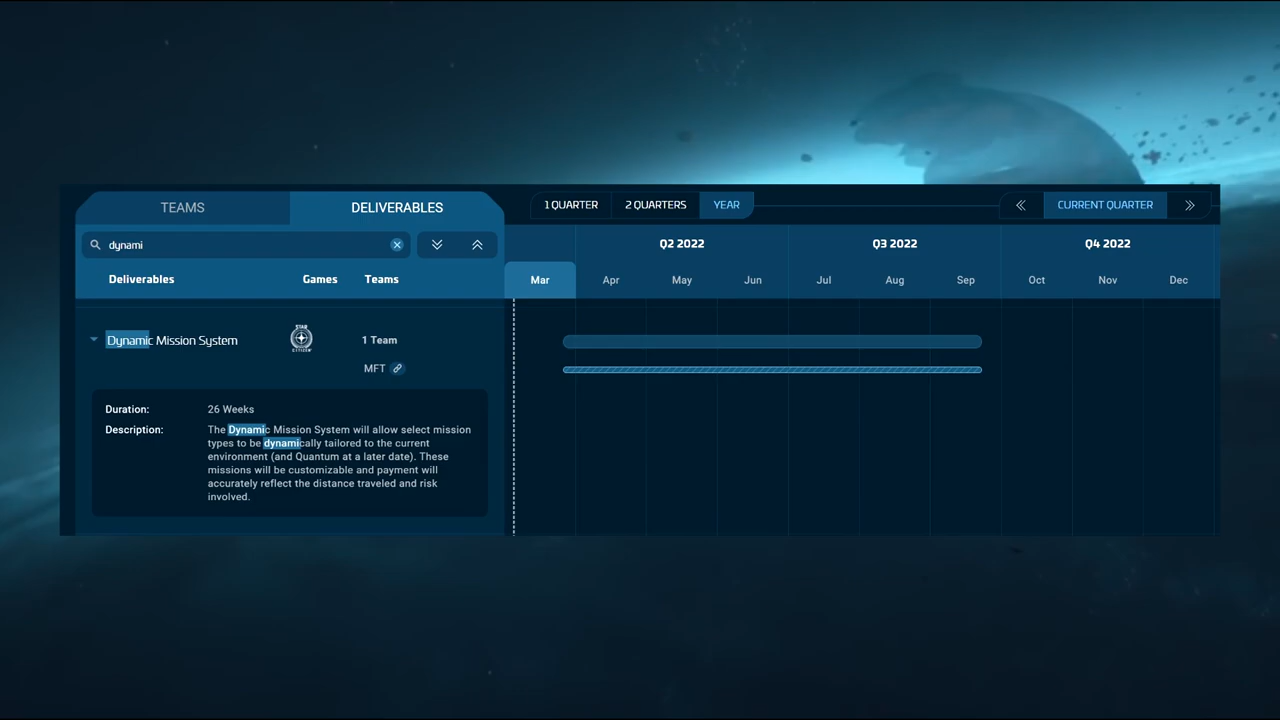 TEAMS
DELIVERABLES
1 QUARTER
2 QUARTERS
YEAR
CURRENT QUARTER
dynami
Q2 2022
Q3 2022
Q4 2022
Deliverables
Games
Teams
Mar
Apr
May
Jun
Jul
Aug
Sep
Oct
Nov
Dec
Dynamic Mission System
STAR
CITIZEN
1 Team
MFT
Duration:
26 Weeks
Description:
The Dynamic Mission System will allow select mission
types to be dynamically tailored to the current
environment (and Quantum at a later date). These
missions will be customizable and payment will
accurately reflect the distance traveled and risk
involved.